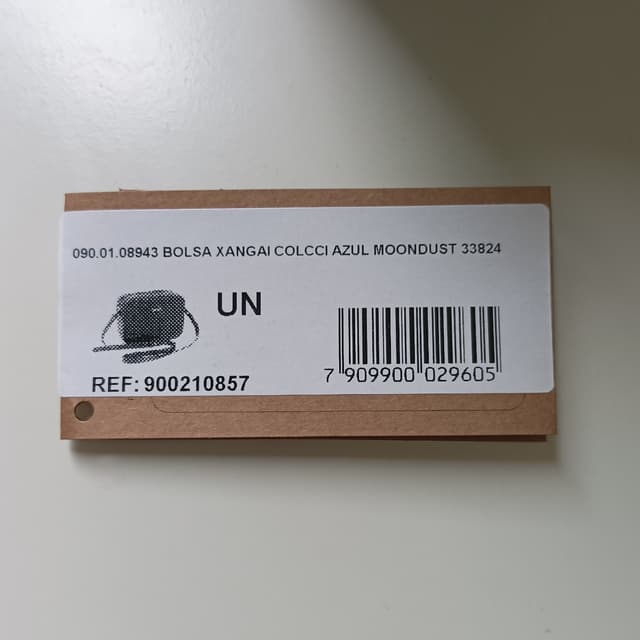 090.01.08943 BOLSA XANGAI COLCCI AZUL MOONDUST 33824
UN
REF: 900210857
7 909900 029605